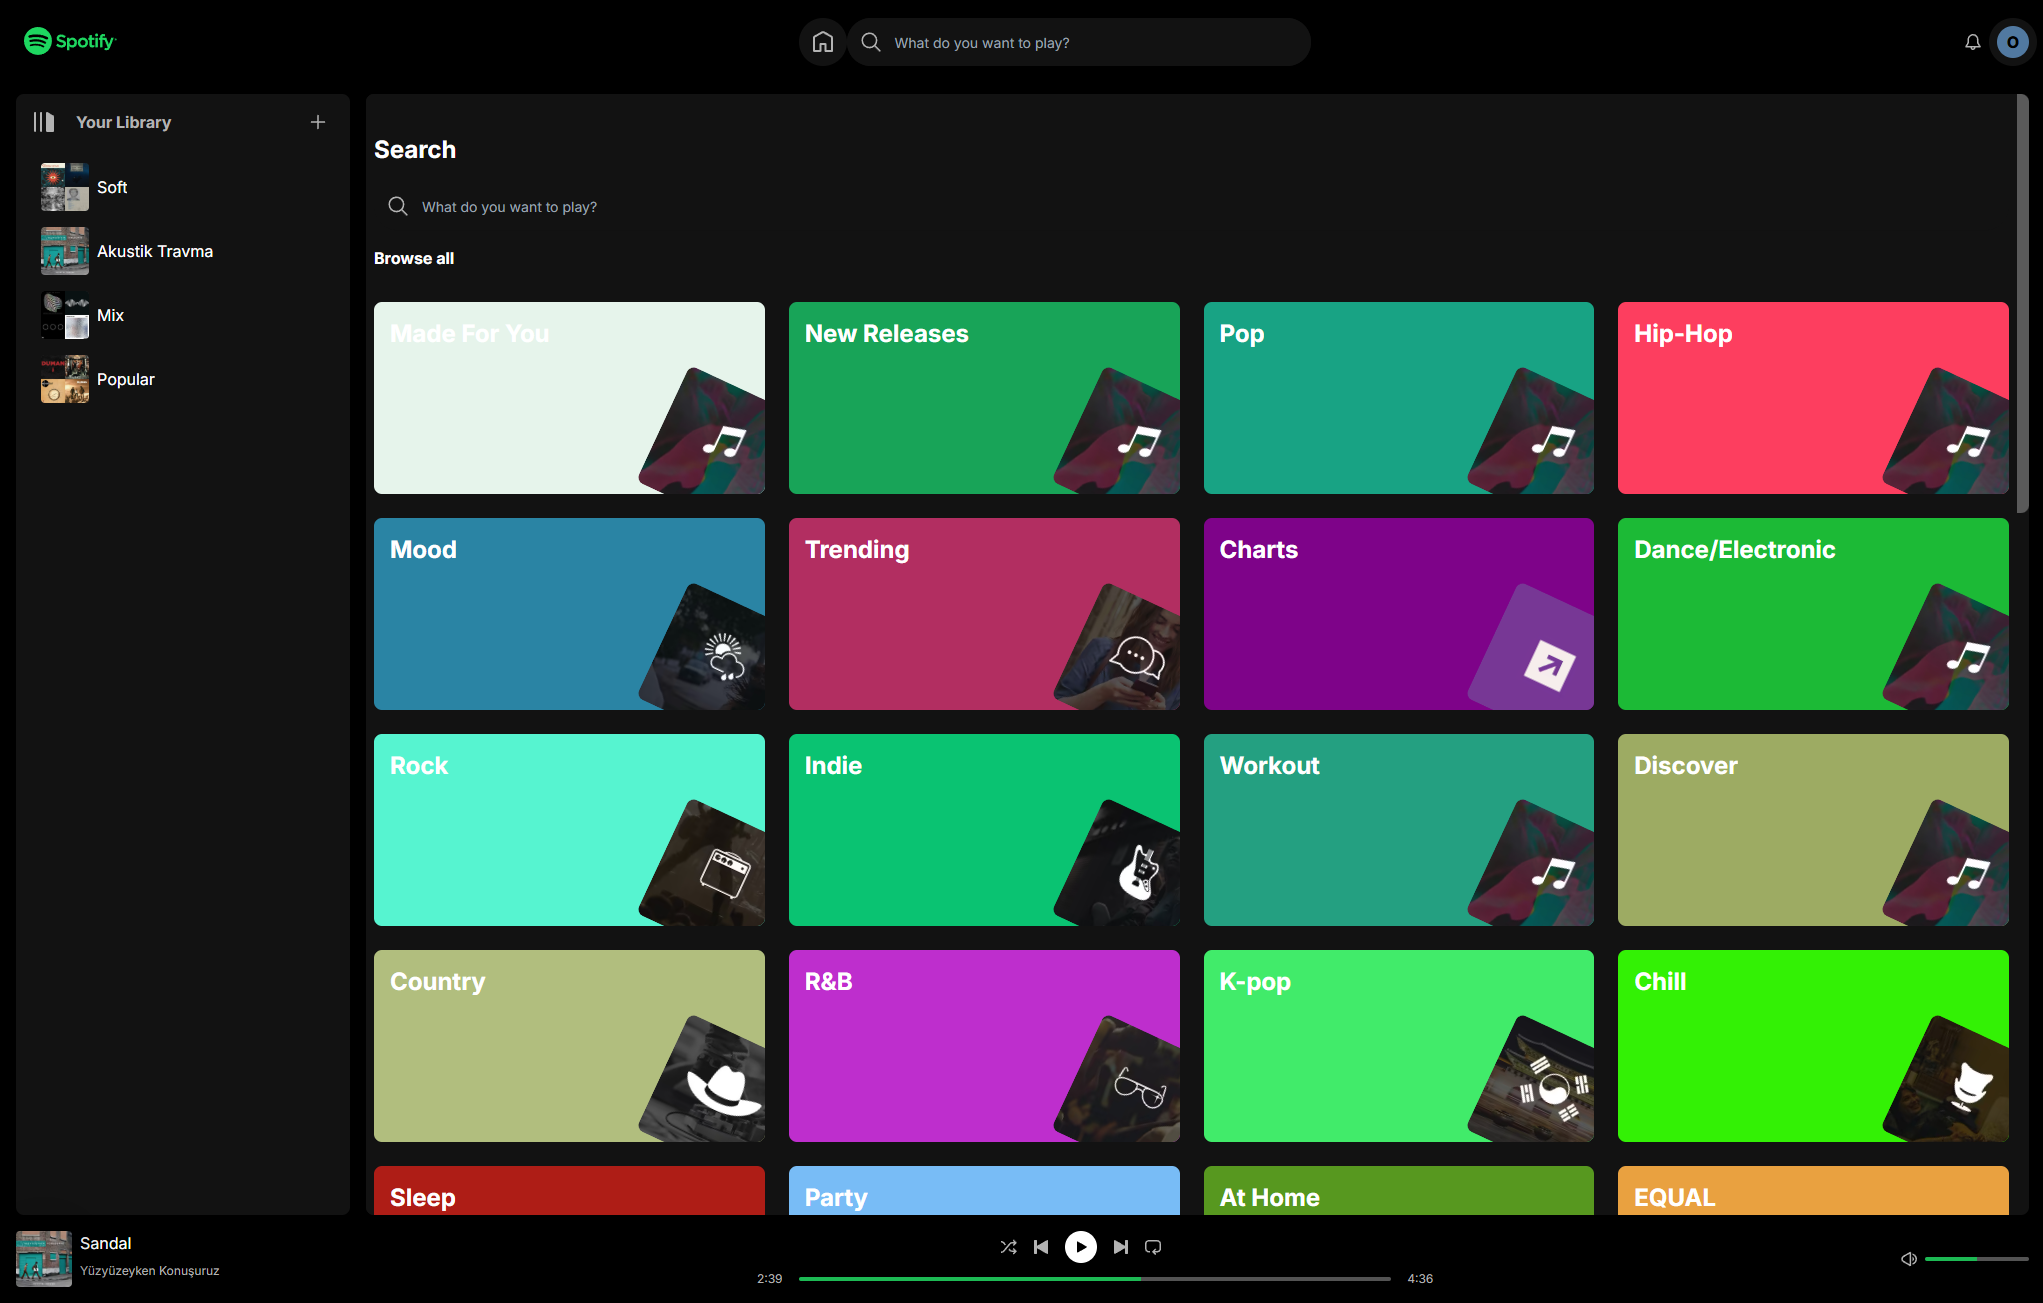 Spotify
What do you want to play?
O
Your Library
Soft
Akustik Travma
Mix
Popular
Search
What do you want to play?
Browse all
Made For You
New Releases
Pop
Hip-Hop
Mood
Trending
Charts
Dance/Electronic
Rock
Indie
Workout
Discover
Country
R&B
K-pop
Chill
Sleep
Party
At Home
EQUAL
Sandal
Yüzyüzeyken Konuşuruz
2:39
4:36